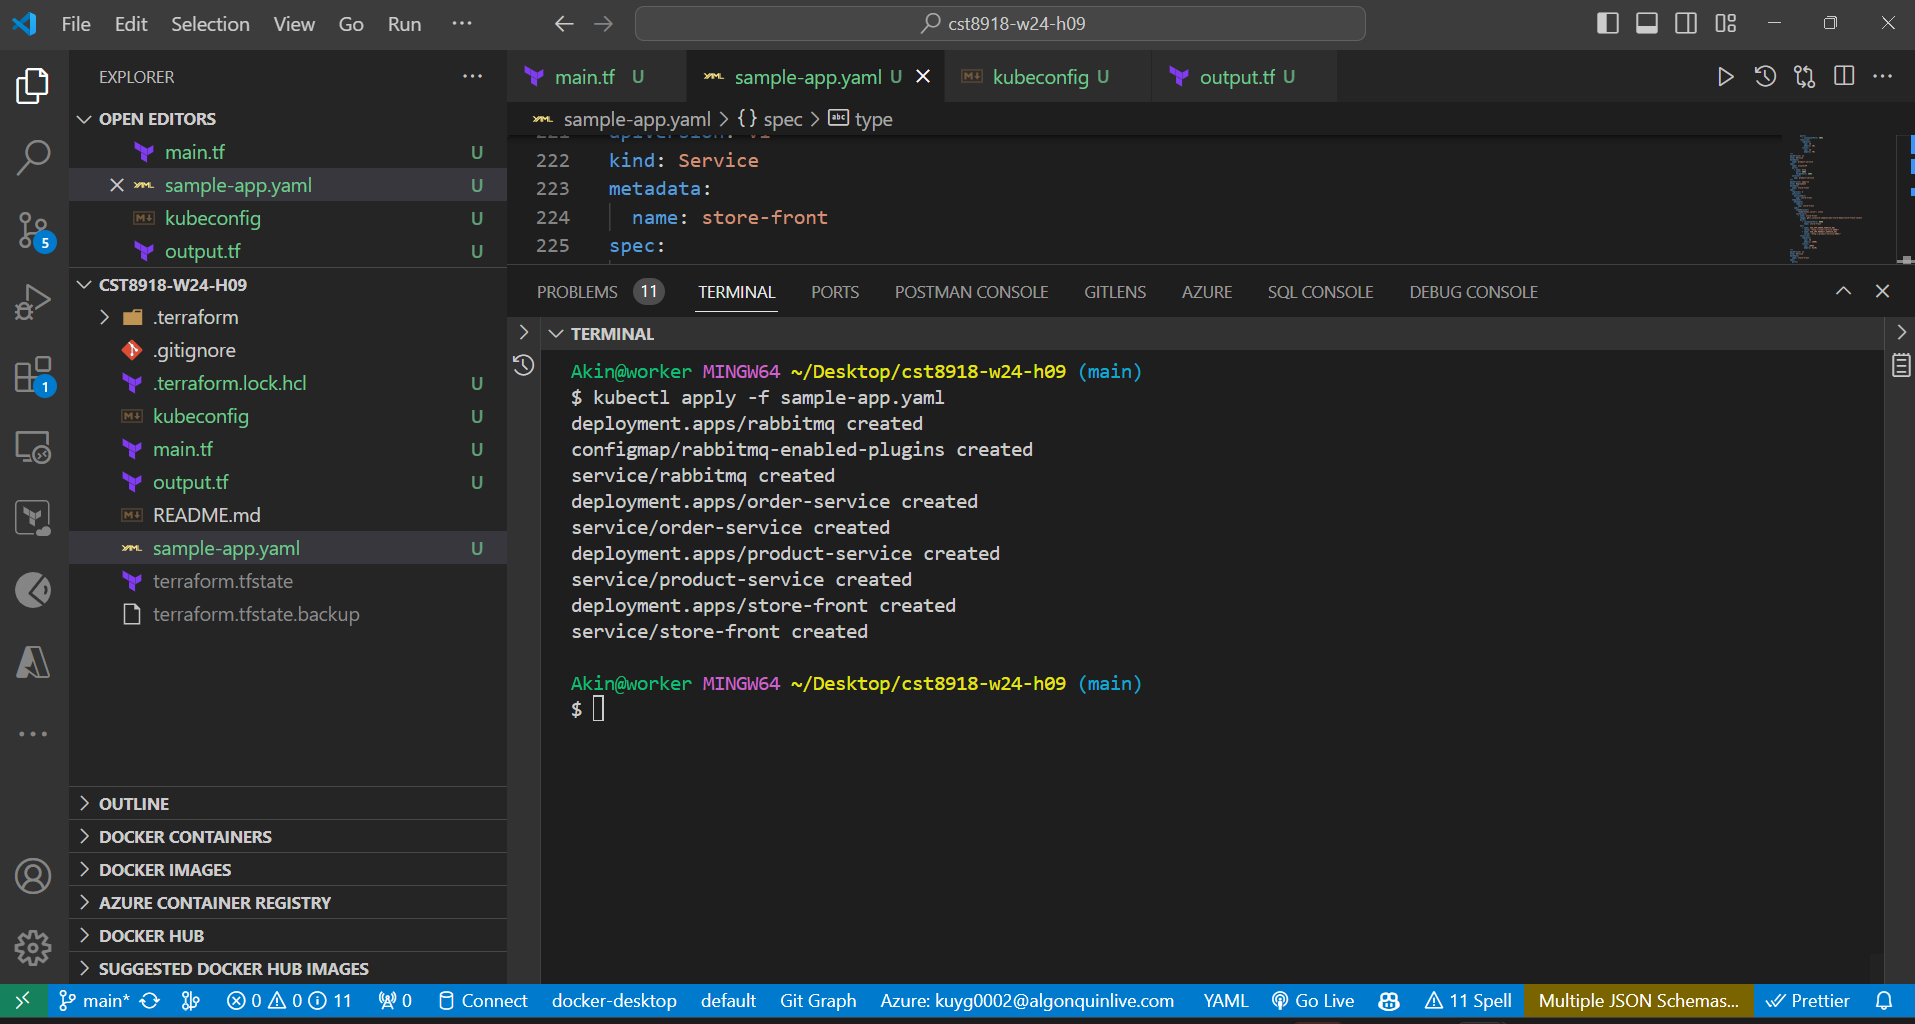 File Edit Selection View Go Run ···
cst8918-w24-h09
EXPLORER
OPEN EDITORS
main.tf U
sample-app.yaml U
kubeconfig U
output.tf U
CST8918-W24-H09
.terraform
.gitignore
.terraform.lock.hcl U
kubeconfig U
main.tf U
output.tf U
README.md
sample-app.yaml U
terraform.tfstate
terraform.tfstate.backup
OUTLINE
DOCKER CONTAINERS
DOCKER IMAGES
AZURE CONTAINER REGISTRY
DOCKER HUB
SUGGESTED DOCKER HUB IMAGES
5
1
main.tf U
sample-app.yaml U
kubeconfig U
output.tf U
sample-app.yaml > {} spec > abc type
222 kind: Service
223 metadata:
224 name: store-front
225 spec:
PROBLEMS 11 TERMINAL PORTS POSTMAN CONSOLE GITLENS AZURE SQL CONSOLE DEBUG CONSOLE
TERMINAL
Akin@worker MINGW64 ~/Desktop/cst8918-w24-h09 (main)
$ kubectl apply -f sample-app.yaml
deployment.apps/rabbitmq created
configmap/rabbitmq-enabled-plugins created
service/rabbitmq created
deployment.apps/order-service created
service/order-service created
deployment.apps/product-service created
service/product-service created
deployment.apps/store-front created
service/store-front created
Akin@worker MINGW64 ~/Desktop/cst8918-w24-h09 (main)
$
main* 0 0 11 0 Connect docker-desktop default Git Graph Azure: kuyg0002@algonquinlive.com YAML Go Live 11 Spell Multiple JSON Schemas... Prettier